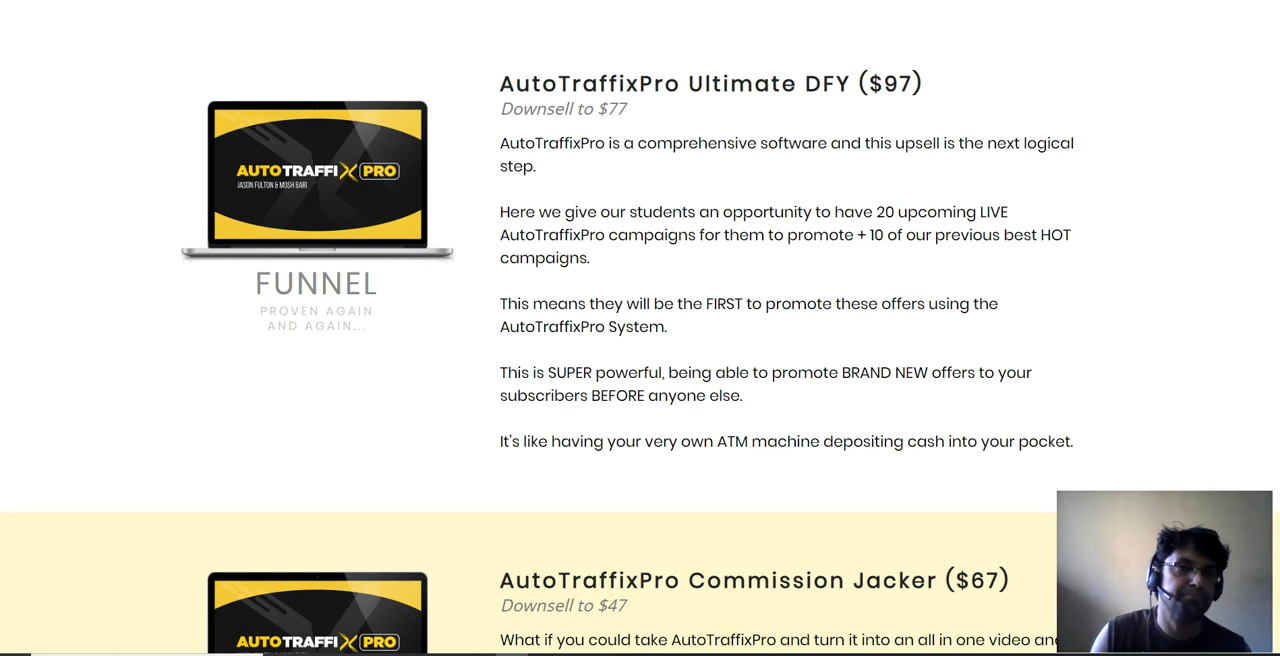 AutoTraffixPro Ultimate DFY ($97)
Downsell to $77
AutoTraffixPro is a comprehensive software and this upsell is the next logical
step.
Here we give our students an opportunity to have 20 upcoming LIVE
AutoTraffixPro campaigns for them to promote + 10 of our previous best HOT
campaigns.
This means they will be the FIRST to promote these offers using the
AutoTraffixPro System.
This is SUPER powerful, being able to promote BRAND NEW offers to your
subscribers BEFORE anyone else.
It's like having your very own ATM machine depositing cash into your pocket.
AUTOTRAFFIX PRO
JASON FULTON & MOSH BARI
FUNNEL
PROVEN AGAIN
AND AGAIN...
AutoTraffixPro Commission Jacker ($67)
Downsell to $47
What if you could take AutoTraffixPro and turn it into an all in one video and
AUTOTRAFFIX PRO